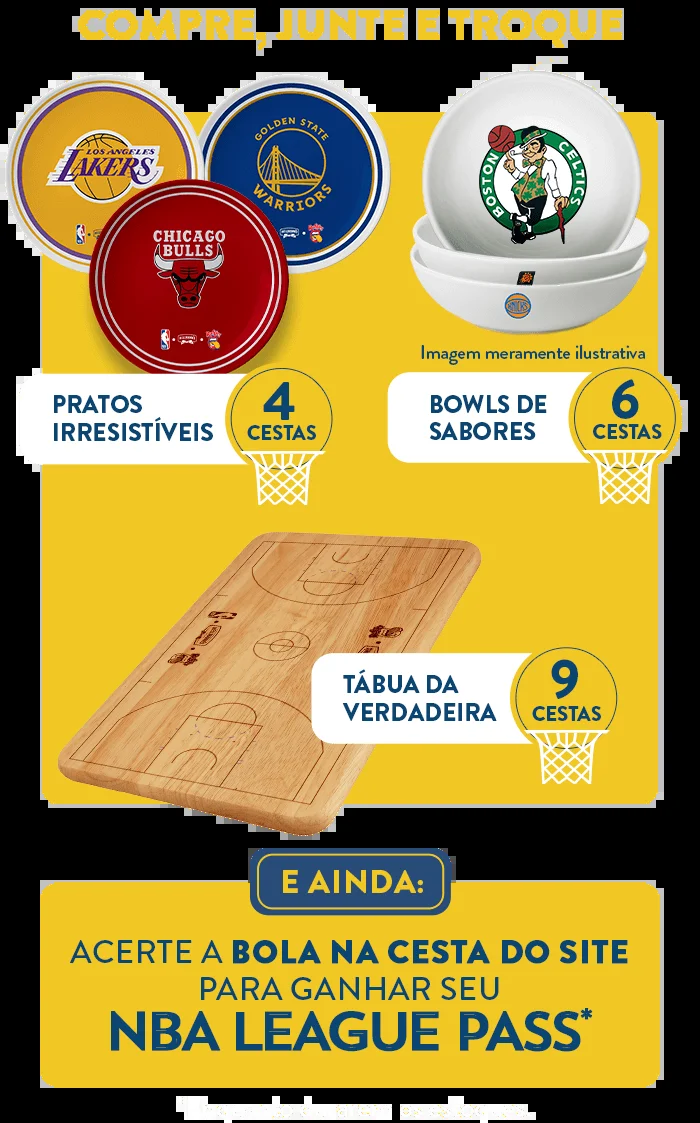 COMPRE, JUNTE E TROQUE
LOS ANGELES
LAKERS
GOLDEN STATE
WARRIORS
CHICAGO
BULLS
BOSTON CELTICS
Imagem meramente ilustrativa
PRATOS
IRRESISTÍVEIS
4
CESTAS
BOWLS DE
SABORES
6
CESTAS
TÁBUA DA
VERDADEIRA
9
CESTAS
E AINDA:
ACERTE A BOLA NA CESTA DO SITE
PARA GANHAR SEU
NBA LEAGUE PASS*